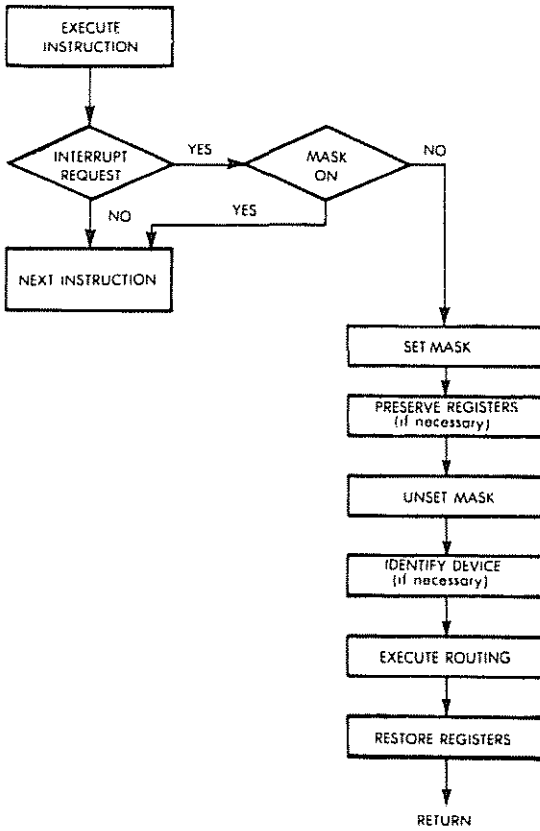 EXECUTE
INSTRUCTION
INTERRUPT
REQUEST
YES
MASK
ON
NO
NO
YES
NEXT INSTRUCTION
SET MASK
PRESERVE REGISTERS
(if necessary)
UNSET MASK
IDENTIFY DEVICE
(if necessary)
EXECUTE ROUTING
RESTORE REGISTERS
RETURN